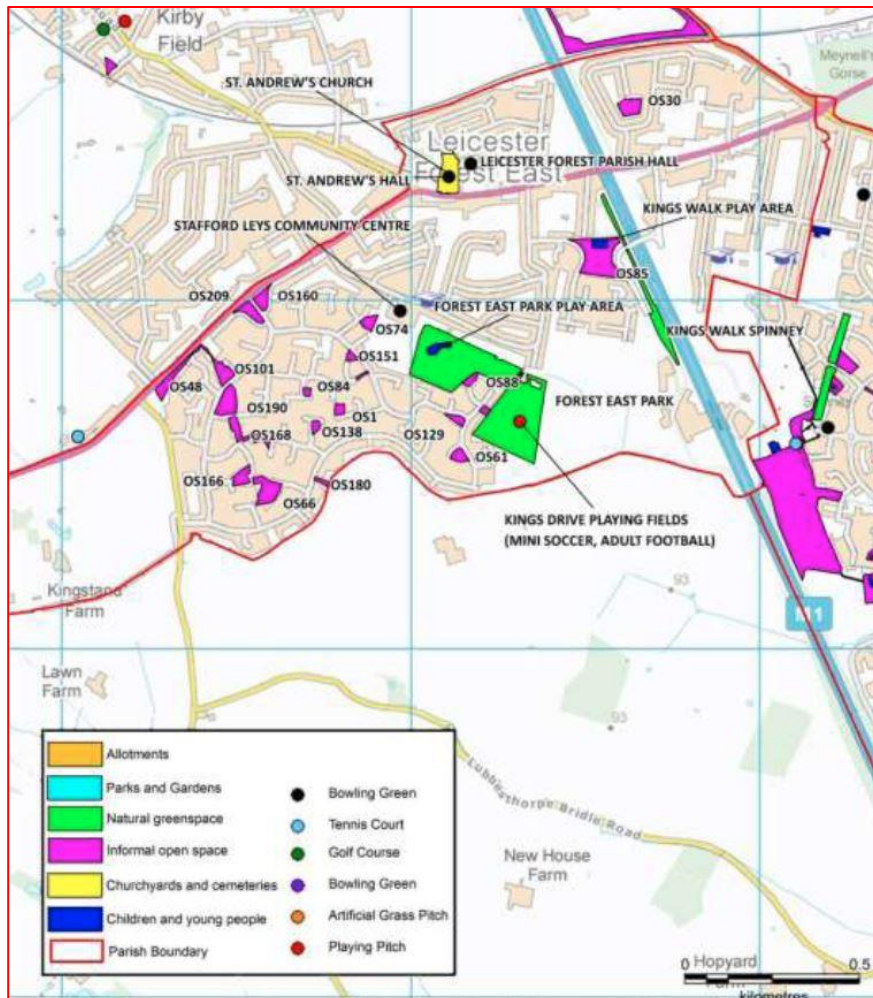 Kirby
Field
Meynell's
Gorse
ST. ANDREW'S CHURCH
OS30
Leicester
Forest East
LEICESTER FOREST PARISH HALL
ST. ANDREW'S HALL
KINGS WALK PLAY AREA
STAFFORD LEYS COMMUNITY CENTRE
OS85
OS209
OS160
FOREST EAST PARK PLAY AREA
OS74
KINGS WALK SPINNEY
OS151
OS101
OS48
OS84
OS88
FOREST EAST PARK
OS190
OS1
OS129
OS138
OS168
OS61
OS166
OS180
OS66
KINGS DRIVE PLAYING FIELDS
(MINI SOCCER, ADULT FOOTBALL)
93
Kingstand
Farm
M1
Lawn
Farm
93
Lubbesthorpe Bridle Road
New House
Farm
Allotments
Parks and Gardens
Natural greenspace
Informal open space
Churchyards and cemeteries
Children and young people
Parish Boundary
Bowling Green
Tennis Court
Golf Course
Bowling Green
Artificial Grass Pitch
Playing Pitch
Hopyard
0
0.5
kilometres